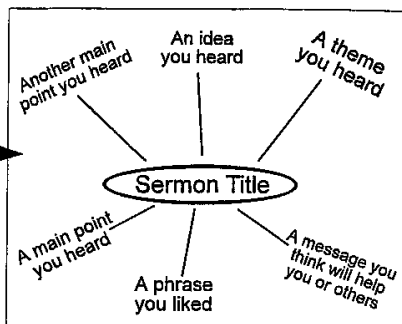 Another main
point you heard
An idea
you heard
A theme
you heard
Sermon Title
A main point
you heard
A phrase
you liked
A message you
think will help
you or others